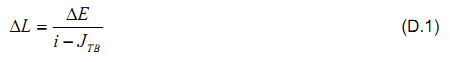 ΔL = ΔE / (i − J_TB) (D.1)